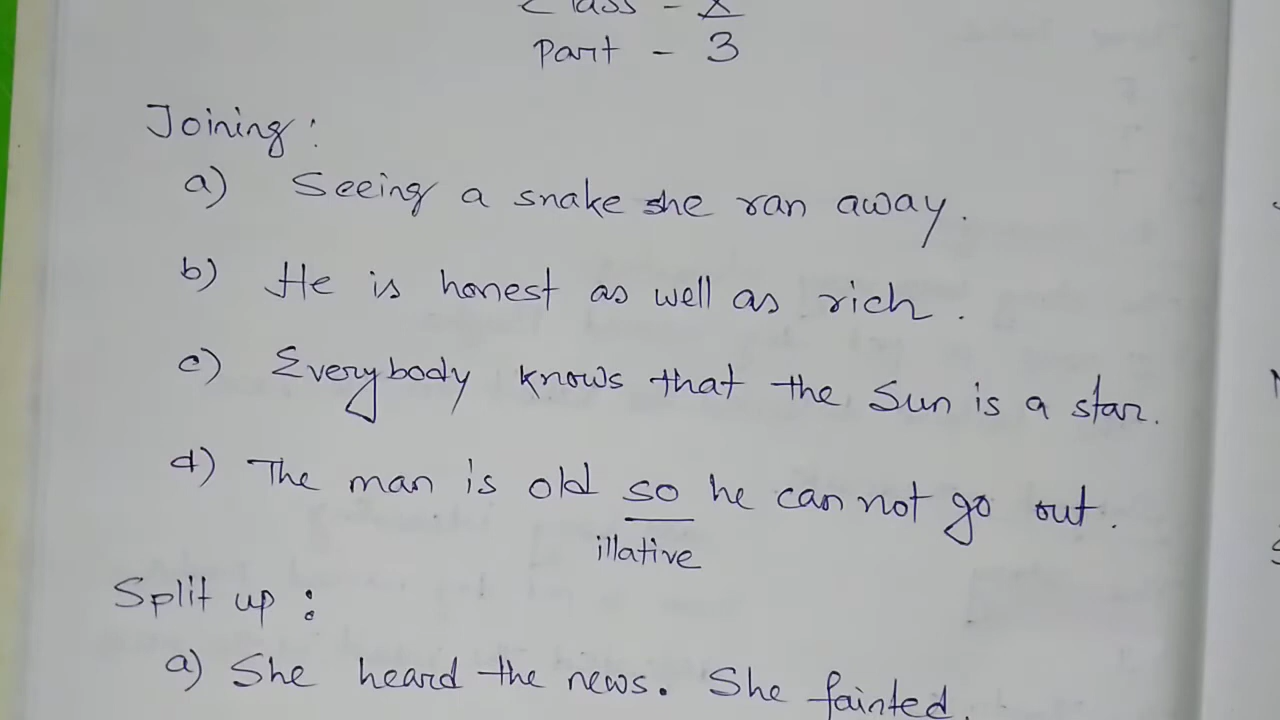 Class - X
Part - 3
Joining:
a) Seeing a snake she ran away.
b) He is honest as well as rich.
c) Everybody knows that the Sun is a star.
d) The man is old so he can not go out.
illative
Split up :
a) She heard the news. She fainted.